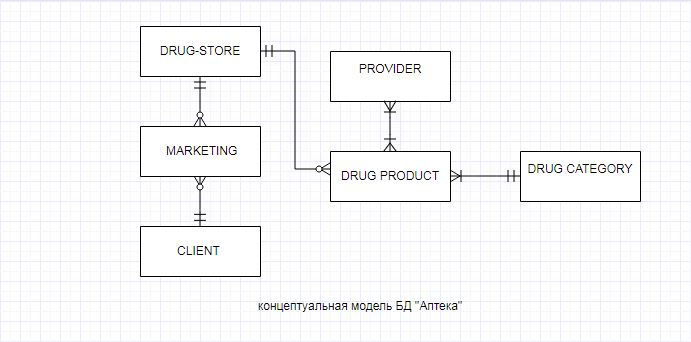 DRUG-STORE
PROVIDER
MARKETING
DRUG PRODUCT
DRUG CATEGORY
CLIENT
концептуальная модель БД "Аптека"